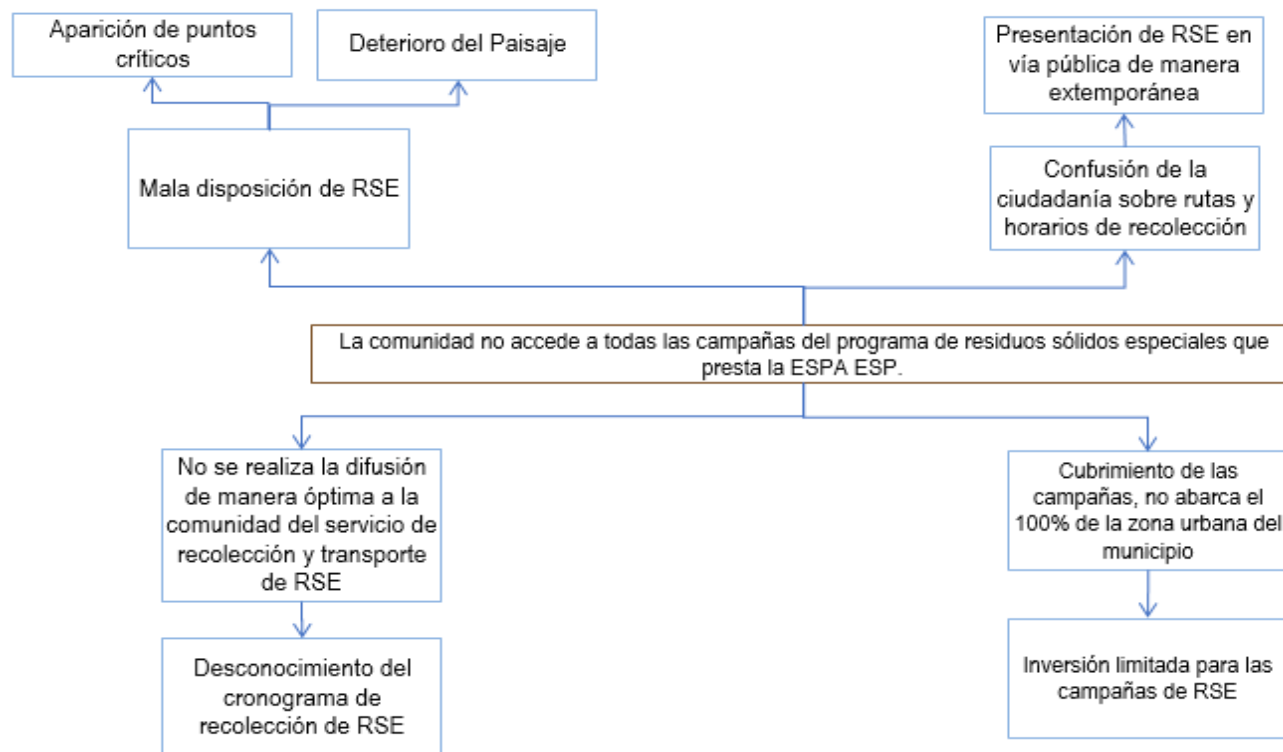 Aparición de puntos
críticos
Deterioro del Paisaje
Presentación de RSE en
vía pública de manera
extemporánea
Mala disposición de RSE
Confusión de la
ciudadanía sobre rutas y
horarios de recolección
La comunidad no accede a todas las campañas del programa de residuos sólidos especiales que
presta la ESPA ESP.
No se realiza la difusión
de manera óptima a la
comunidad del servicio de
recolección y transporte
de RSE
Cubrimiento de las
campañas, no abarca el
100% de la zona urbana del
municipio
Desconocimiento del
cronograma de
recolección de RSE
Inversión limitada para las
campañas de RSE